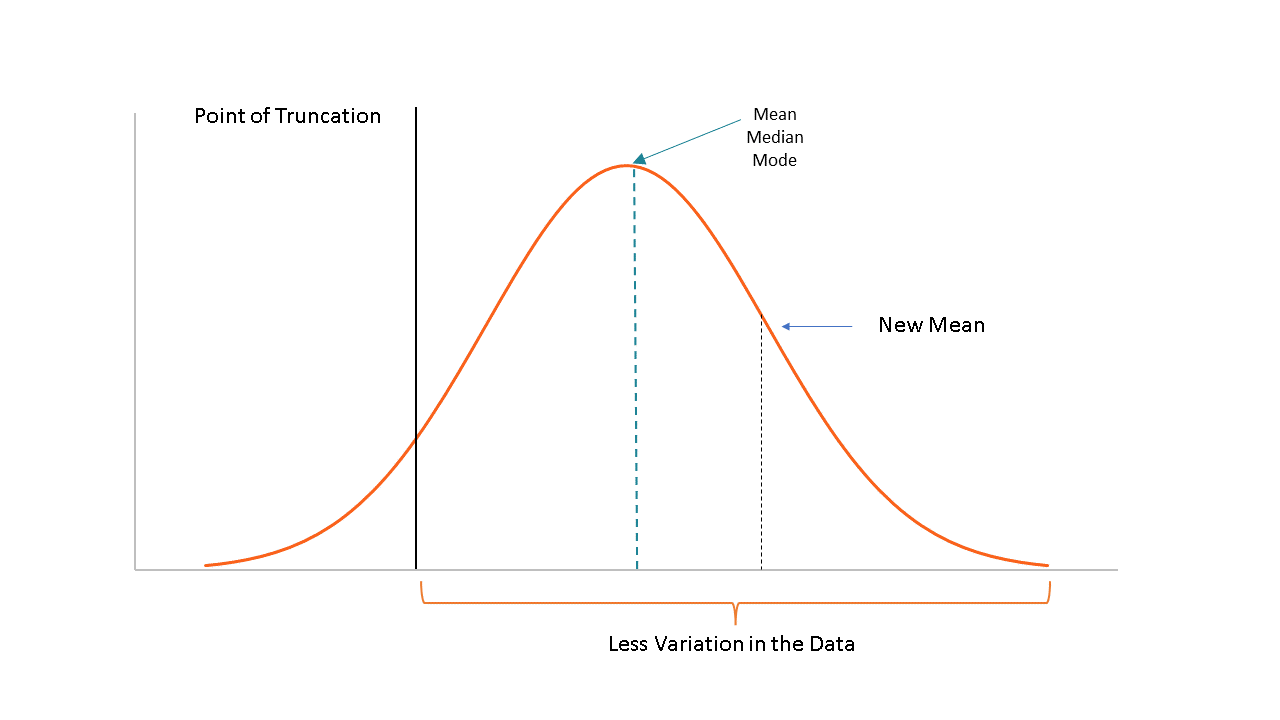 Point of Truncation
Mean
Median
Mode
New Mean
Less Variation in the Data